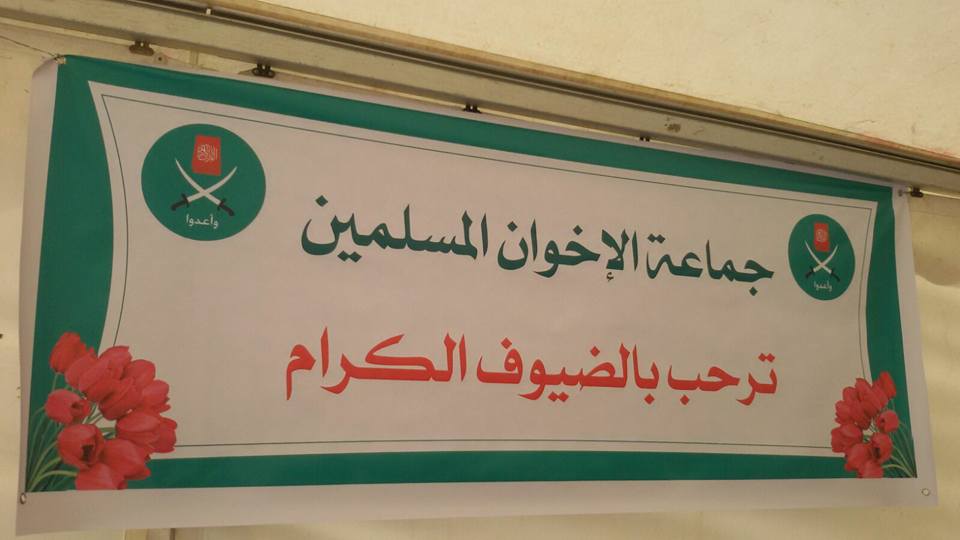 جماعة الإخوان المسلمين
ترحب بالضيوف الكرام
وأعدوا
وأعدوا